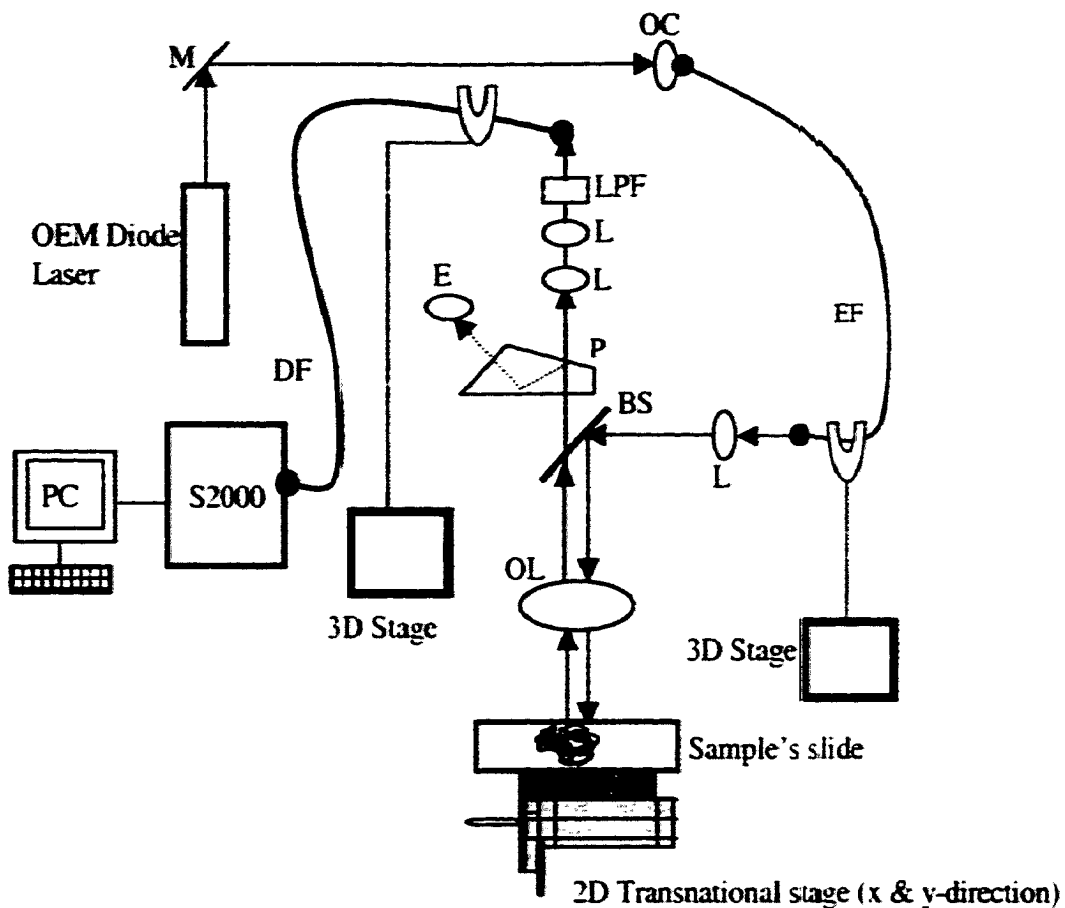 OC
M
LPF
OEM Diode
Laser
L
E
L
EF
P
DF
BS
PC
S2000
L
OL
3D Stage
3D Stage
Sample's slide
2D Transnational stage (x & y-direction)